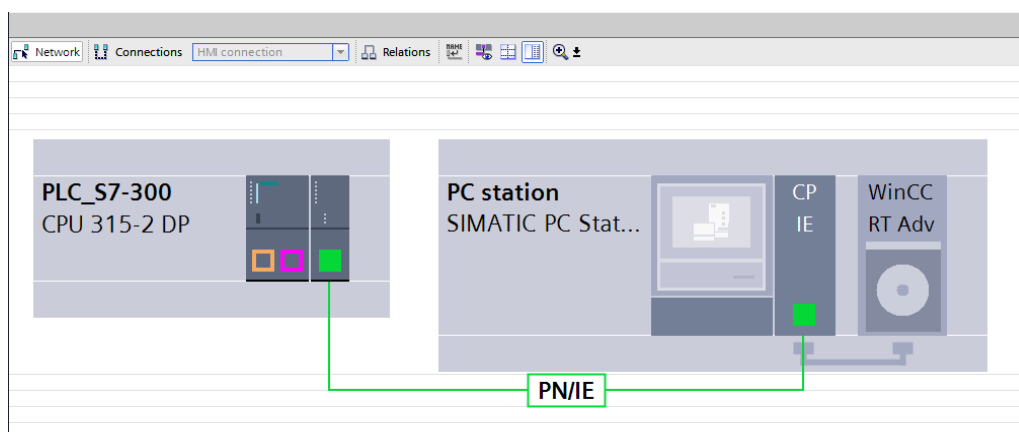 Network Connections HMI connection Relations NAME
PLC_S7-300
CPU 315-2 DP
PC station
SIMATIC PC Stat...
CP
IE
WinCC
RT Adv
PN/IE